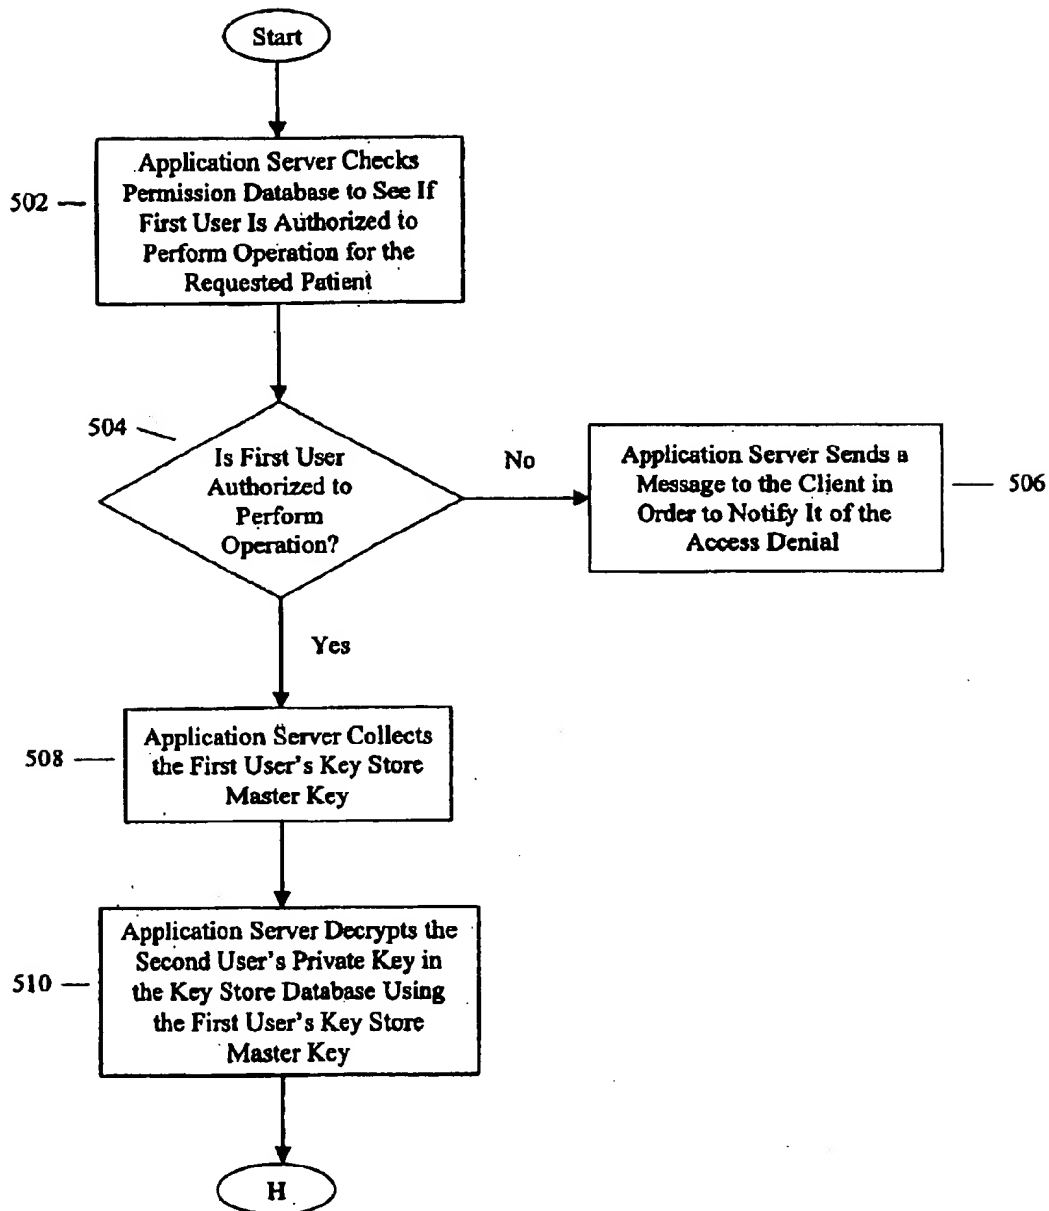 Start
502
Application Server Checks
Permission Database to See If
First User Is Authorized to
Perform Operation for the
Requested Patient
504
Is First User
Authorized to
Perform
Operation?
No
Application Server Sends a
Message to the Client in
Order to Notify It of the
Access Denial
506
Yes
508
Application Server Collects
the First User's Key Store
Master Key
510
Application Server Decrypts the
Second User's Private Key in
the Key Store Database Using
the First User's Key Store
Master Key
H